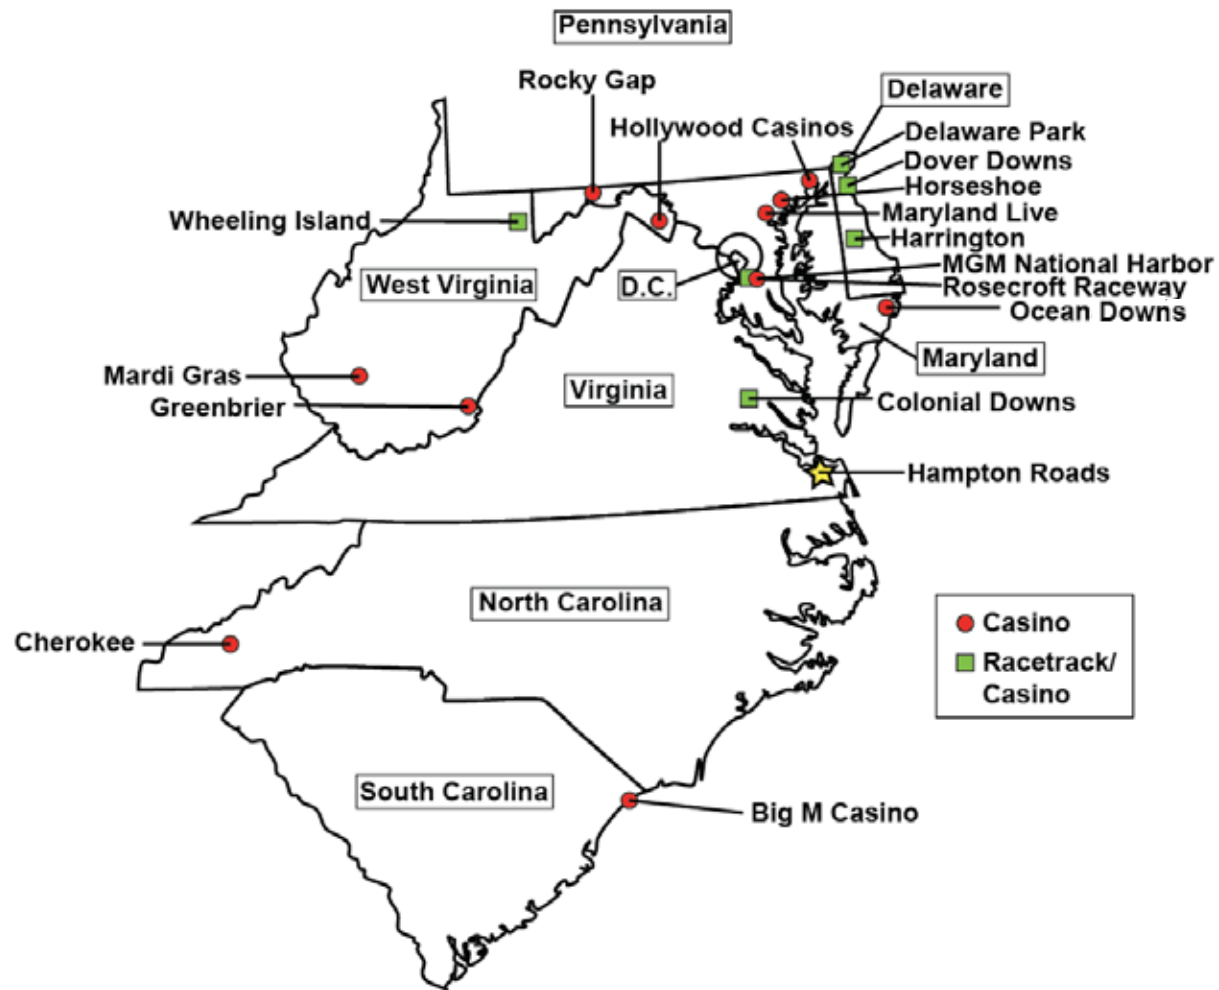 Pennsylvania
Rocky Gap
Delaware
Hollywood Casinos
Delaware Park
Dover Downs
Horseshoe
Wheeling Island
Maryland Live
Harrington
MGM National Harbor
West Virginia
D.C.
Rosecroft Raceway
Ocean Downs
Maryland
Mardi Gras
Virginia
Greenbrier
Colonial Downs
Hampton Roads
North Carolina
Cherokee
Casino
Racetrack/
Casino
South Carolina
Big M Casino